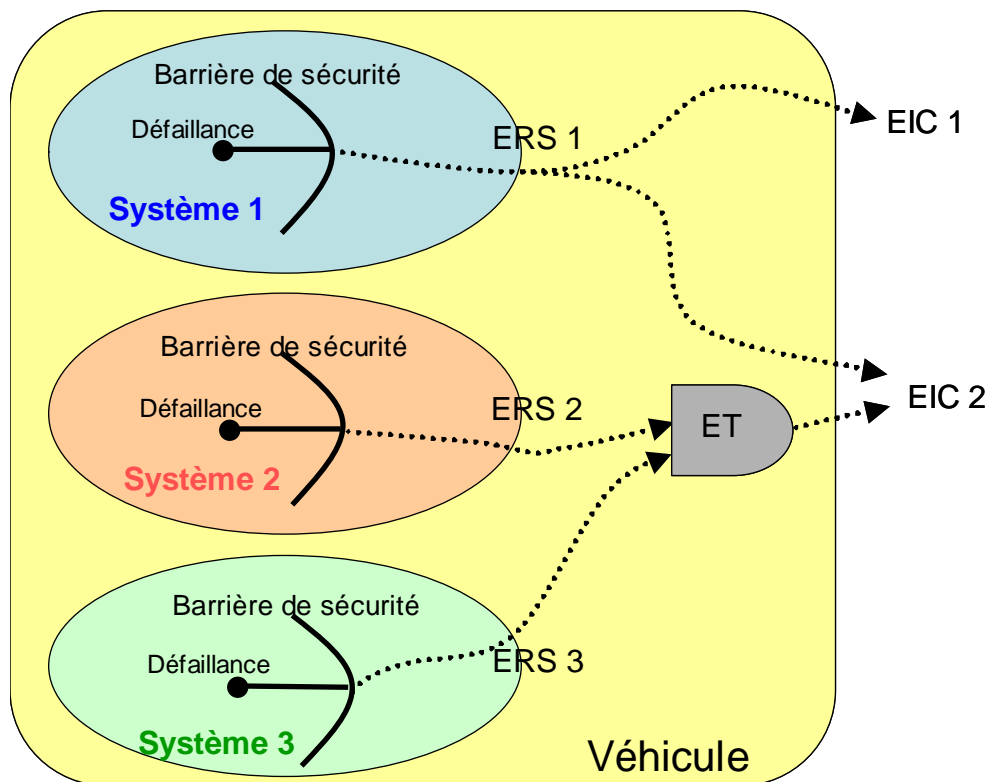 Barrière de sécurité
Défaillance
ERS 1
EIC 1
Système 1
Barrière de sécurité
Défaillance
ERS 2
ET
EIC 2
Système 2
Barrière de sécurité
Défaillance
ERS 3
Système 3
Véhicule